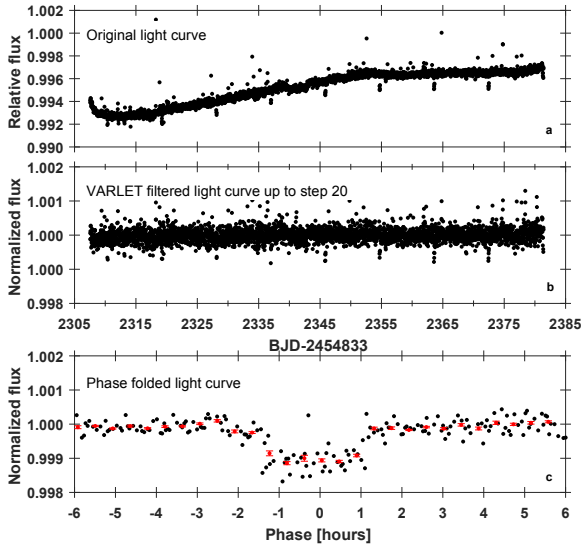 1.002
1.000
0.998
0.996
0.994
0.992
0.990
Relative flux
Original light curve
a
1.002
1.001
1.000
1.000
0.998
Normalized flux
VARLET filtered light curve up to step 20
b
2305 2315 2325 2335 2345 2355 2365 2375 2385
BJD-2454833
1.002
1.001
1.000
0.999
0.998
Normalized flux
Phase folded light curve
c
-6 -5 -4 -3 -2 -1 0 1 2 3 4 5 6
Phase [hours]